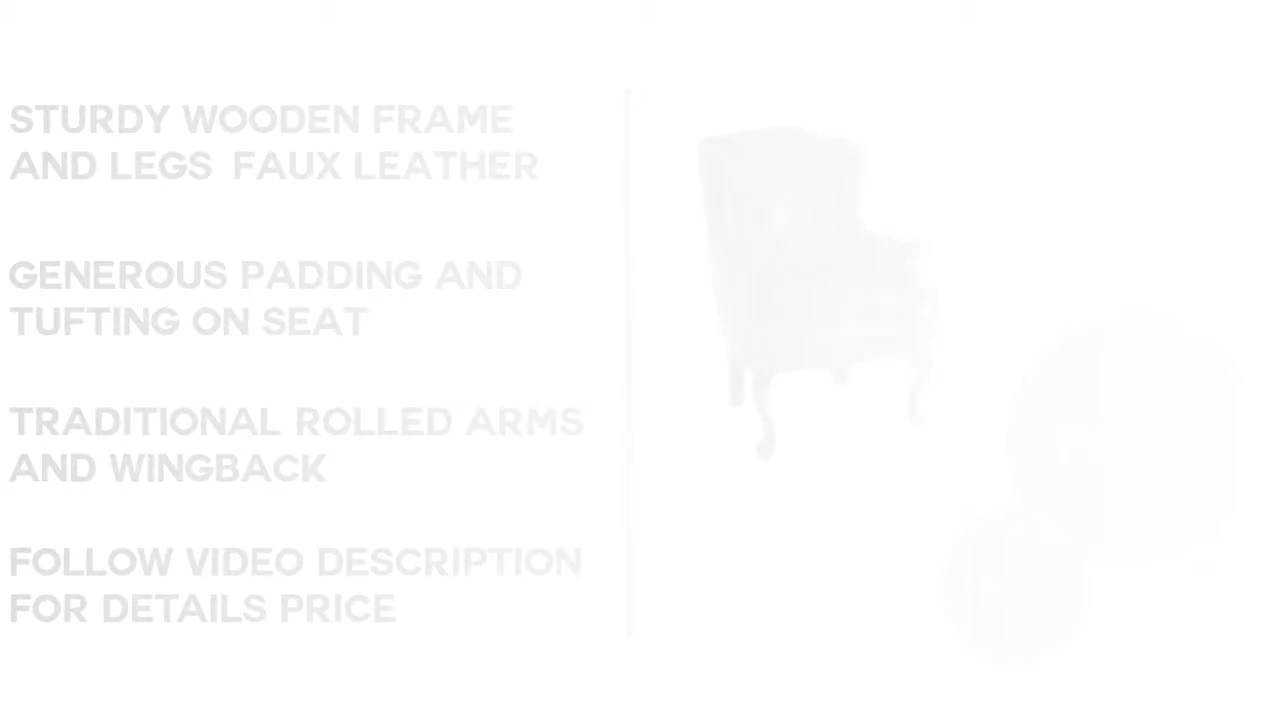 STURDY WOODEN FRAME
AND LEGS FAUX LEATHER
GENEROUS PADDING AND
TUFTING ON SEAT
TRADITIONAL ROLLED ARMS
AND WINGBACK
FOLLOW VIDEO DESCRIPTION
FOR DETAILS PRICE